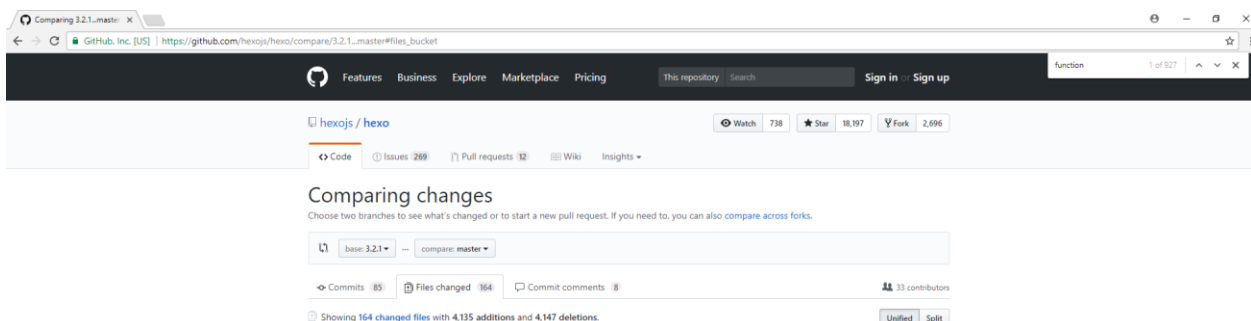 Comparing 3.2.1...master
GitHub, Inc. [US] https://github.com/hexojs/hexo/compare/3.2.1...master#files_bucket
function 1 of 927
Features Business Explore Marketplace Pricing This repository Search Sign in or Sign up
hexojs / hexo Watch 738 Star 18,197 Fork 2,696
Code Issues 269 Pull requests 12 Wiki Insights
Comparing changes
Choose two branches to see what's changed or to start a new pull request. If you need to, you can also compare across forks.
base: 3.2.1 ... compare: master
Commits 85 Files changed 164 Commit comments 8 33 contributors
Showing 164 changed files with 4,135 additions and 4,147 deletions. Unified Split